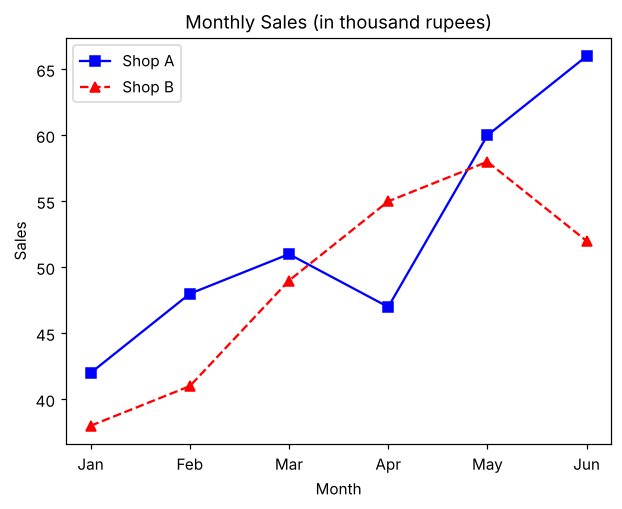 Monthly Sales (in thousand rupees)
Shop A
Shop B
65
60
55
50
45
40
Sales
Jan Feb Mar Apr May Jun
Month